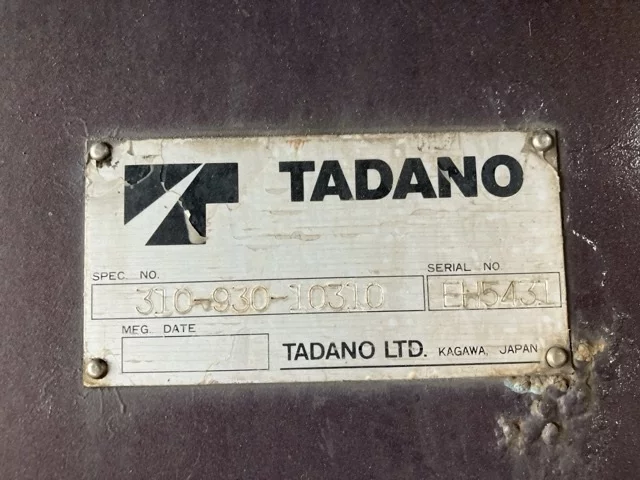 TADANO
SPEC. NO.
310-930-10310
SERIAL NO.
EH5431
MFG. DATE
TADANO LTD. KAGAWA, JAPAN